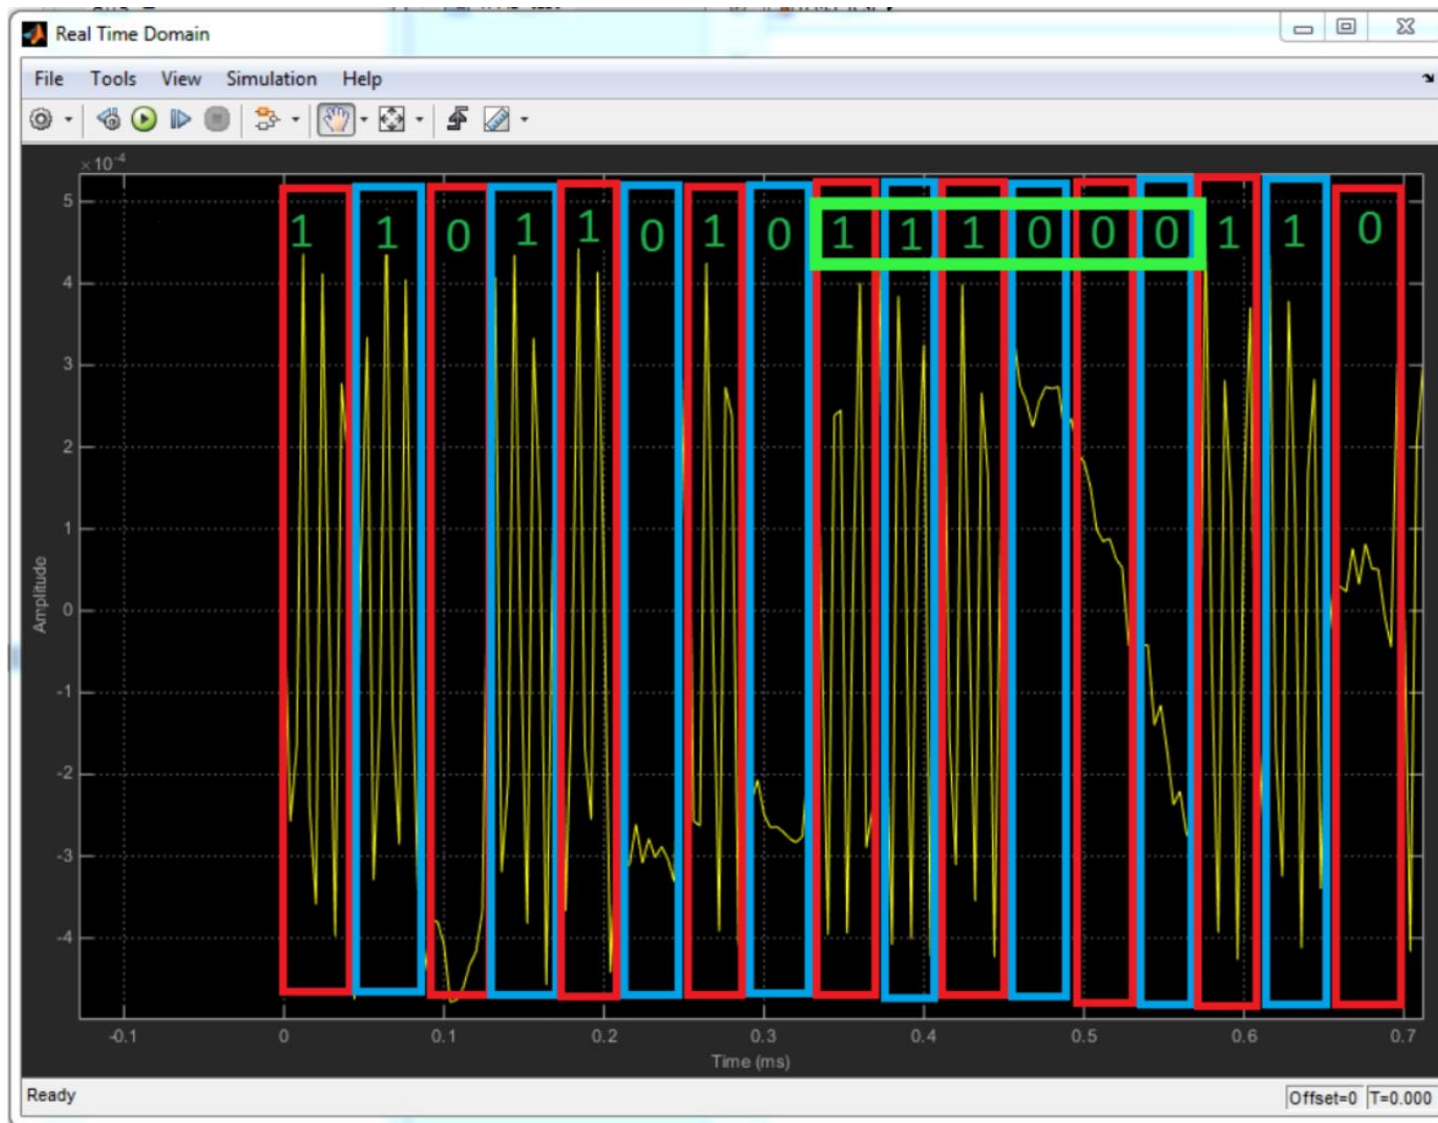 Real Time Domain
File Tools View Simulation Help
×10⁻⁴
1 1 0 1 1 0 1 0 1 1 1 0 0 0 1 1 0
5
4
3
2
1
0
-1
-2
-3
-4
Amplitude
-0.1 0 0.1 0.2 0.3 0.4 0.5 0.6 0.7
Time (ms)
Ready Offset=0 T=0.000